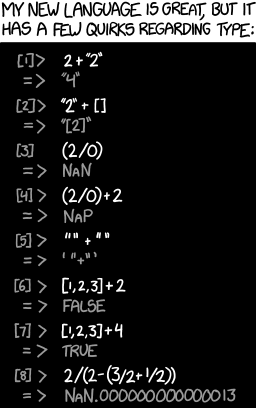 MY NEW LANGUAGE IS GREAT, BUT IT
HAS A FEW QUIRKS REGARDING TYPE:
[1]> 2+"2"
=> "4"
[2]> "2" + []
=> "[2]"
[3] (2/0)
=> NAN
[4]> (2/0)+2
=> NAP
[5]> "" + ""
=> ' "+" '
[6]> [1,2,3]+2
=> FALSE
[7]> [1,2,3]+4
=> TRUE
[8]> 2/(2-(3/2+1/2))
=> NaN.000000000000013